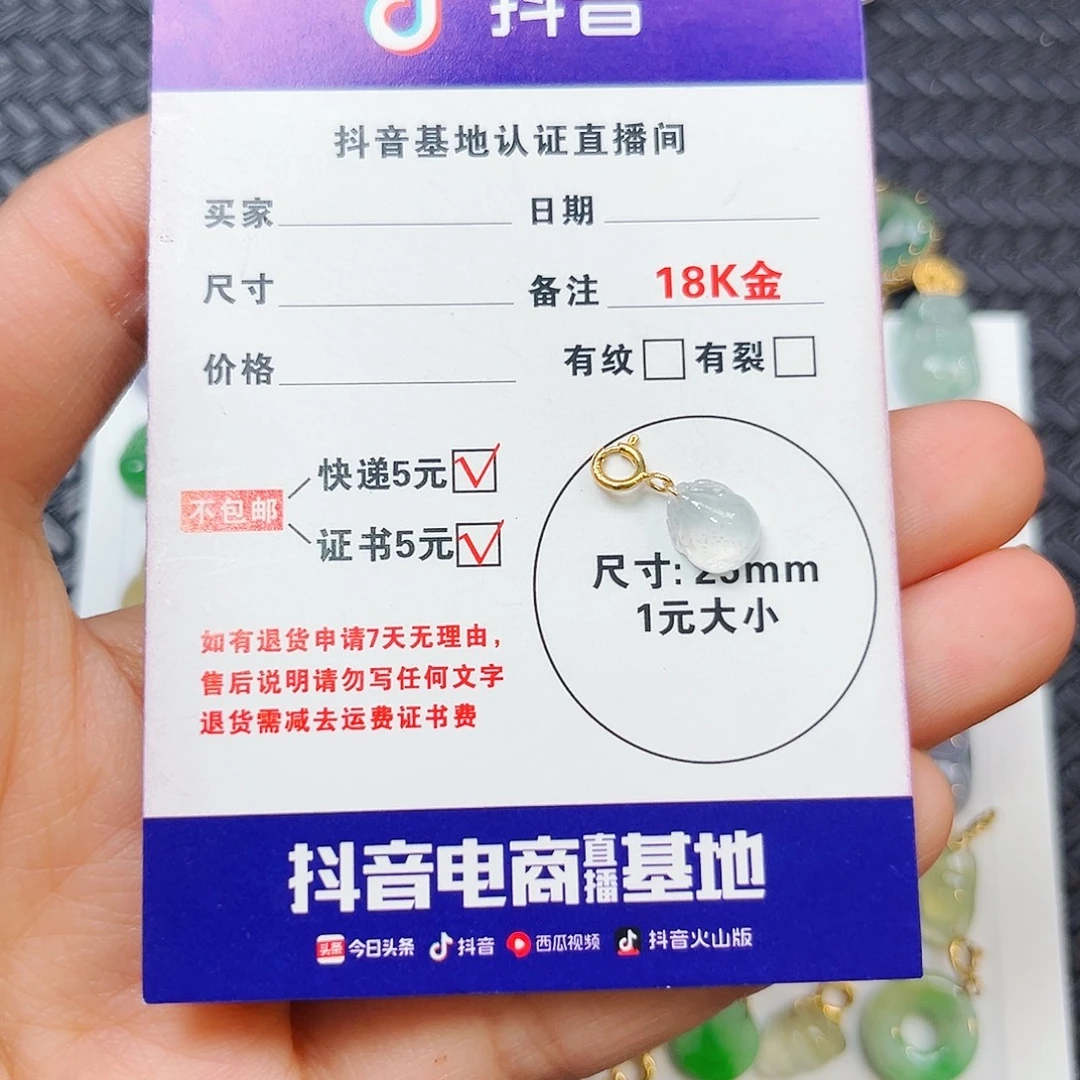 抖音
抖音基地认证直播间
买家 日期
尺寸 备注 18K金
价格 有纹 有裂
快递5元
不包邮
证书5元
尺寸: 25mm
1元大小
如有退货申请7天无理由，
售后说明请勿写任何文字
退货需减去运费证书费
抖音电商直播基地
头条 今日头条 抖音 西瓜视频 抖音火山版